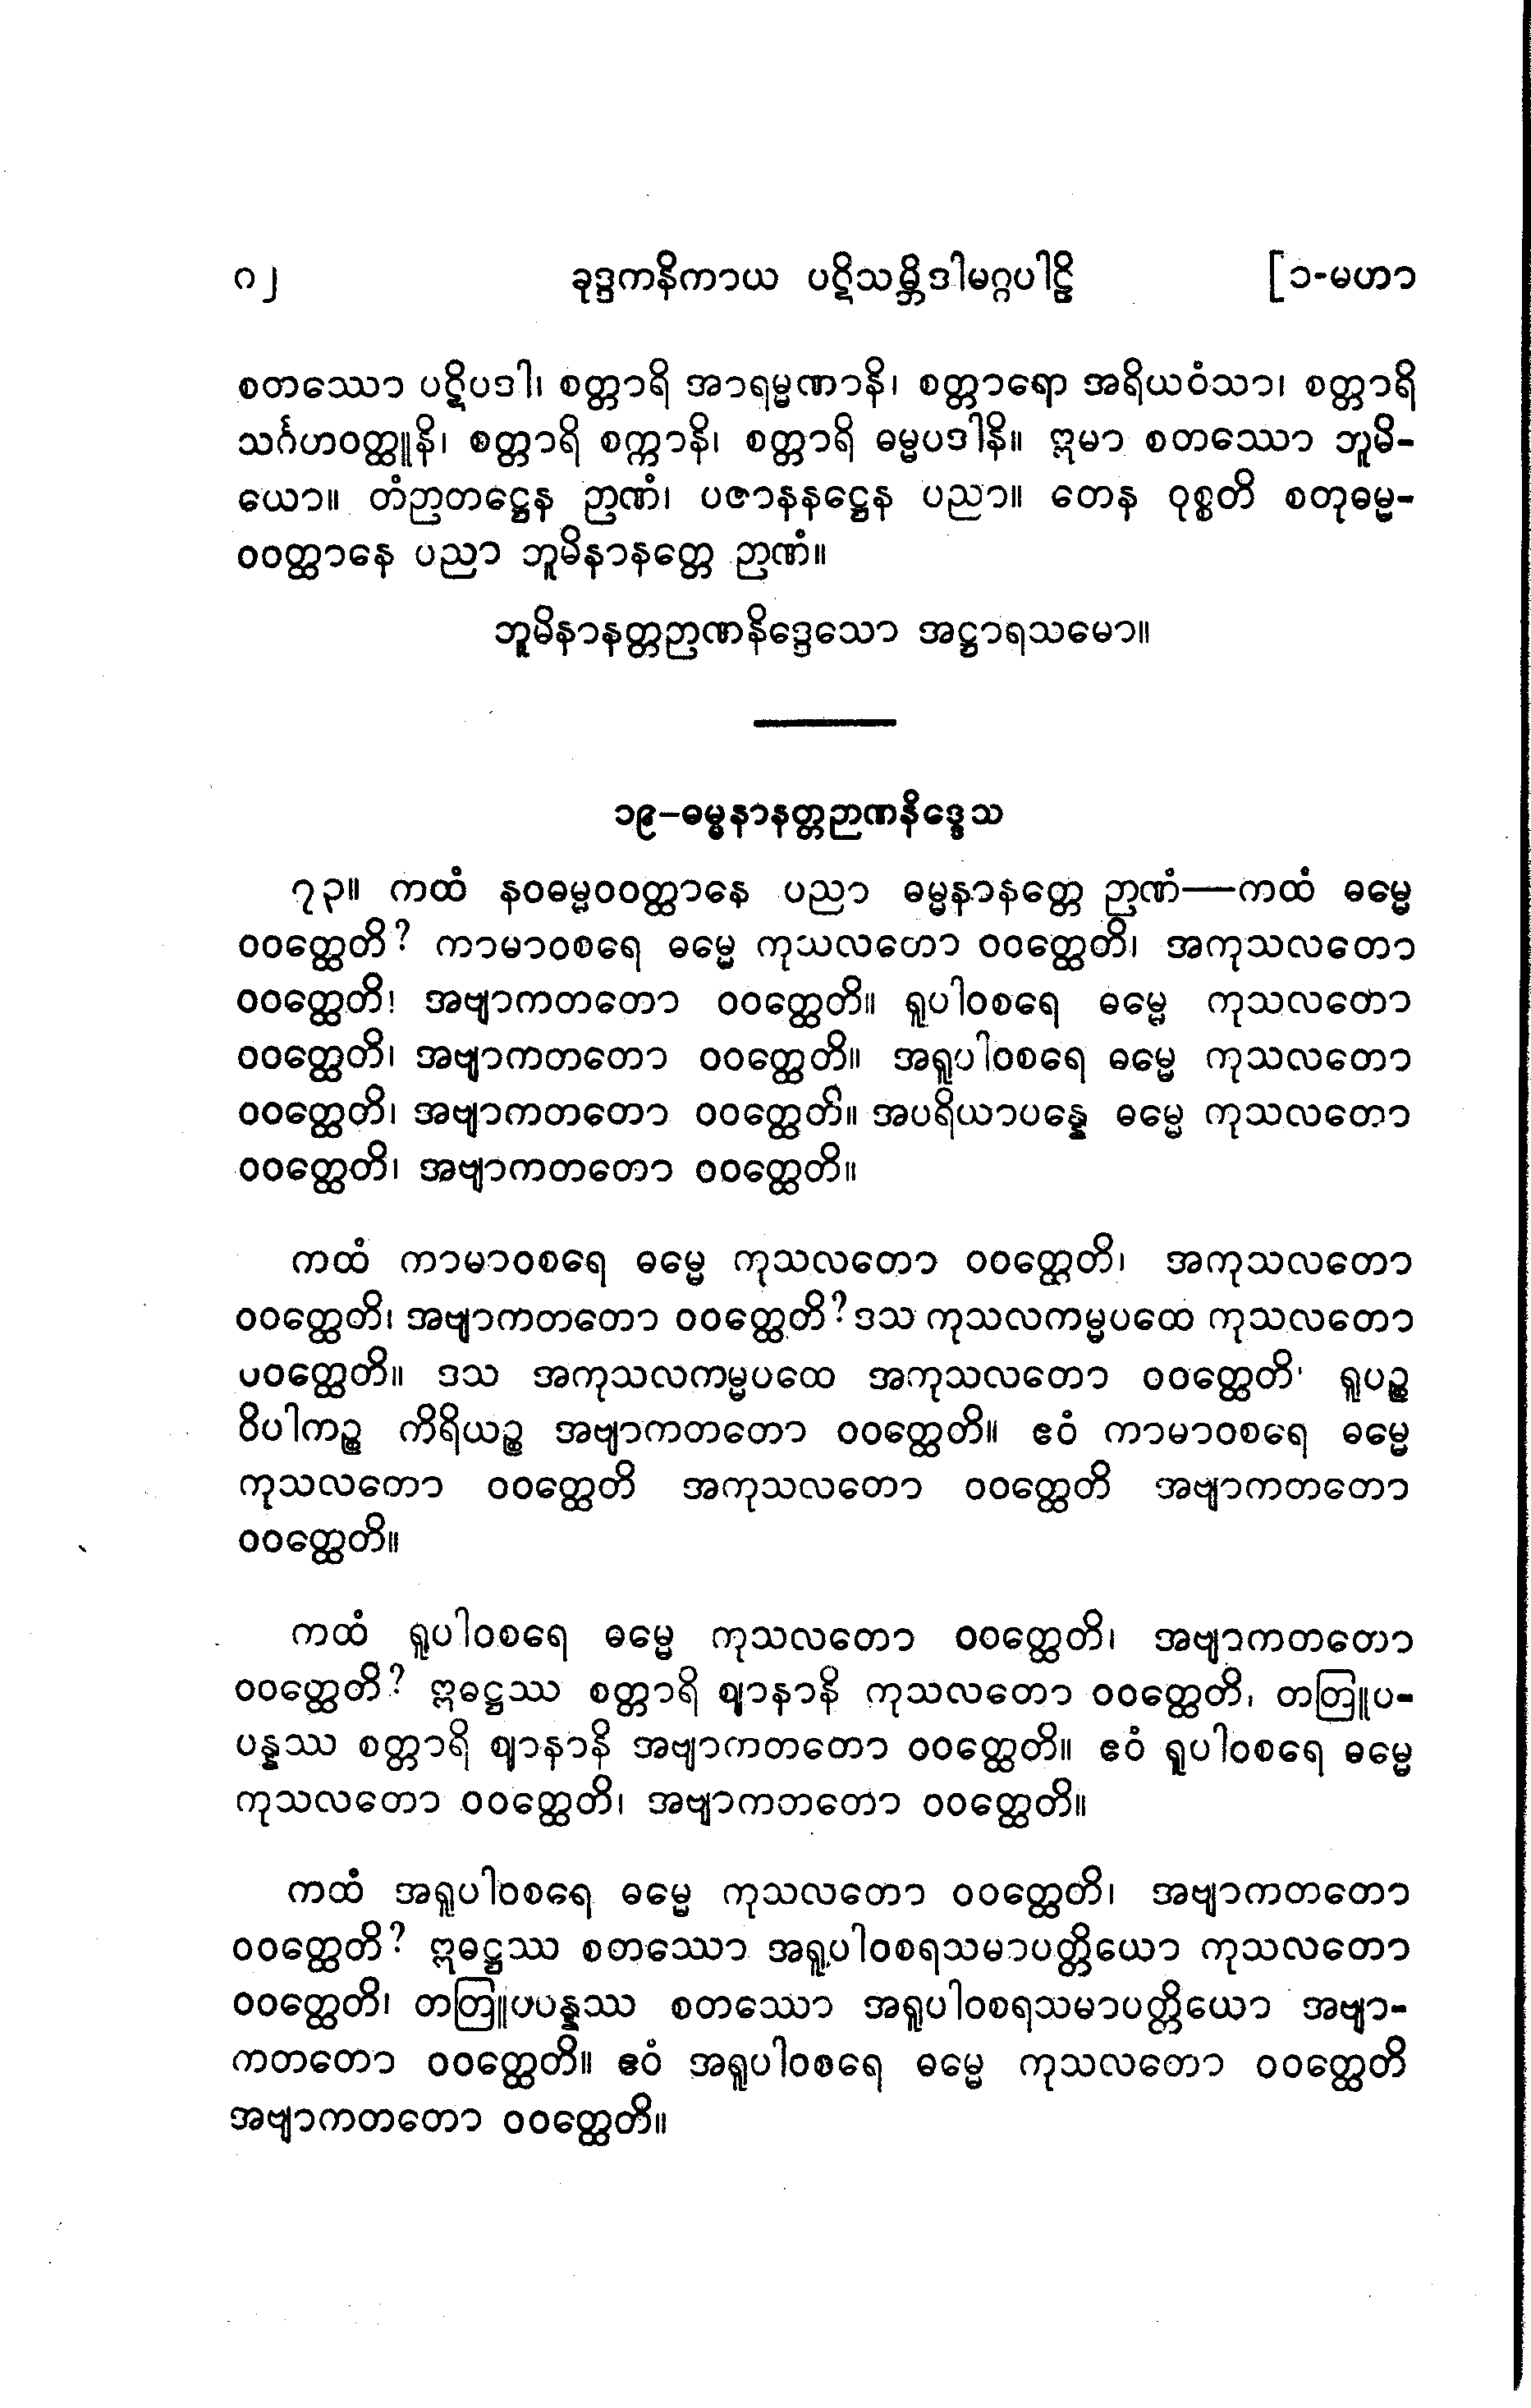 ၈၂ ခုဒ္ဒကနိကာယ ပဋိသမ္ဘိဒါမဂ္ဂပါဠိ [၁-မဟာ
စတဿော ပဋိပဒါ၊ စတ္တာရိ အာရမ္မဏာနိ၊ စတ္တာရော အရိယဝံသာ၊ စတ္တာရိ
သင်္ဂဟဝတ္ထူနိ၊ စတ္တာရိ စက္ကာနိ၊ စတ္တာရိ ဓမ္မပဒါနိ။ ဣမာ စတဿော ဘူမိ-
ယော။ တံဉာတဋ္ဌေန ဉာဏံ၊ ပဇာနနဋ္ဌေန ပညာ။ တေန ဝုစ္စတိ စတုဓမ္မ-
ဝဝတ္ထာနေ ပညာ ဘူမိနာနတ္တေ ဉာဏံ။
ဘူမိနာနတ္တဉာဏနိဒ္ဒေသော အဋ္ဌာရသမော။
၁၉-ဓမ္မနာနတ္တဉာဏနိဒ္ဒေသ
၇၃။ ကထံ နဝဓမ္မဝဝတ္ထာနေ ပညာ ဓမ္မနာနတ္တေ ဉာဏံ—ကထံ ဓမ္မေ
ဝဝတ္ထေတိ? ကာမာဝစရေ ဓမ္မေ ကုသလတော ဝဝတ္ထေတိ၊ အကုသလတော
ဝဝတ္ထေတိ၊ အဗျာကတတော ဝဝတ္ထေတိ။ ရူပါဝစရေ ဓမ္မေ ကုသလတော
ဝဝတ္ထေတိ၊ အဗျာကတတော ဝဝတ္ထေတိ။ အရူပါဝစရေ ဓမ္မေ ကုသလတော
ဝဝတ္ထေတိ၊ အဗျာကတတော ဝဝတ္ထေတိ။ အပရိယာပန္နေ ဓမ္မေ ကုသလတော
ဝဝတ္ထေတိ၊ အဗျာကတတော ဝဝတ္ထေတိ။
ကထံ ကာမာဝစရေ ဓမ္မေ ကုသလတော ဝဝတ္ထေတိ၊ အကုသလတော
ဝဝတ္ထေတိ၊ အဗျာကတတော ဝဝတ္ထေတိ? ဒသ ကုသလကမ္မပထေ ကုသလတော
ပဝတ္ထေတိ။ ဒသ အကုသလကမ္မပထေ အကုသလတော ဝဝတ္ထေတိ၊ ရူပဉ္စ
ဝိပါကဉ္စ ကိရိယဉ္စ အဗျာကတတော ဝဝတ္ထေတိ။ ဧဝံ ကာမာဝစရေ ဓမ္မေ
ကုသလတော ဝဝတ္ထေတိ အကုသလတော ဝဝတ္ထေတိ အဗျာကတတော
ဝဝတ္ထေတိ။
ကထံ ရူပါဝစရေ ဓမ္မေ ကုသလတော ဝဝတ္ထေတိ၊ အဗျာကတတော
ဝဝတ္ထေတိ? ဣဓဋ္ဌဿ စတ္တာရိ ဈာနာနိ ကုသလတော ဝဝတ္ထေတိ၊ တတြူပ-
ပန္နဿ စတ္တာရိ ဈာနာနိ အဗျာကတတော ဝဝတ္ထေတိ။ ဧဝံ ရူပါဝစရေ ဓမ္မေ
ကုသလတော ဝဝတ္ထေတိ၊ အဗျာကတတော ဝဝတ္ထေတိ။
ကထံ အရူပါဝစရေ ဓမ္မေ ကုသလတော ဝဝတ္ထေတိ၊ အဗျာကတတော
ဝဝတ္ထေတိ? ဣဓဋ္ဌဿ စတဿော အရူပါဝစရသမာပတ္တိယော ကုသလတော
ဝဝတ္ထေတိ၊ တတြူပပန္နဿ စတဿော အရူပါဝစရသမာပတ္တိယော အဗျာ-
ကတတော ဝဝတ္ထေတိ။ ဧဝံ အရူပါဝစရေ ဓမ္မေ ကုသလတော ဝဝတ္ထေတိ
အဗျာကတတော ဝဝတ္ထေတိ။